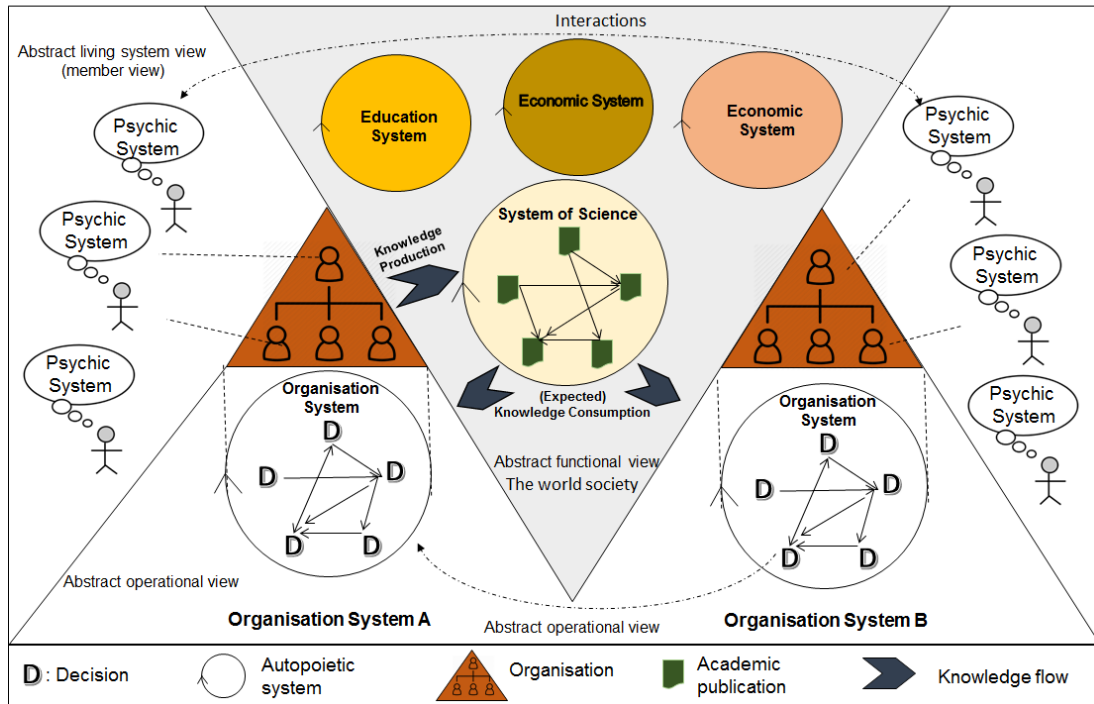 Interactions
Abstract living system view
(member view)
Psychic
System
Education
System
Economic System
Economic
System
Psychic
System
Psychic
System
Knowledge
Production
System of Science
Psychic
System
Psychic
System
Psychic
System
(Expected)
Knowledge Consumption
Organisation
System
D
D
D
D
D
Organisation
System
D
D
D
D
D
Abstract functional view
The world society
Abstract operational view
Organisation System A
Abstract operational view
Organisation System B
D : Decision
Autopoietic
system
Organisation
Academic
publication
Knowledge flow